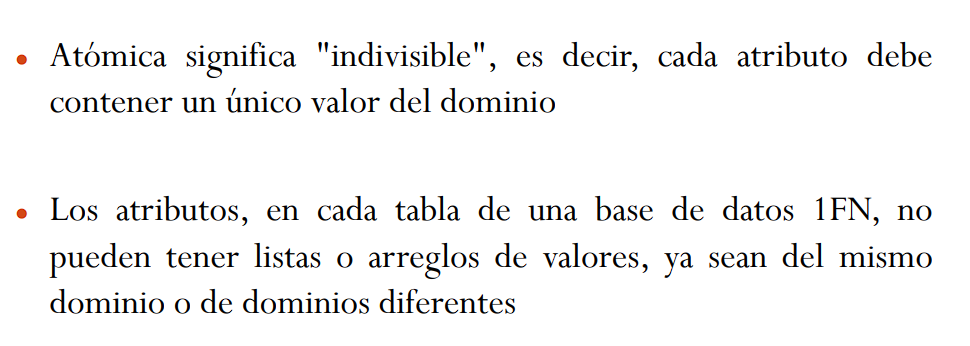 • Atómica significa "indivisible", es decir, cada atributo debe
contener un único valor del dominio
• Los atributos, en cada tabla de una base de datos 1FN, no
pueden tener listas o arreglos de valores, ya sean del mismo
dominio o de dominios diferentes